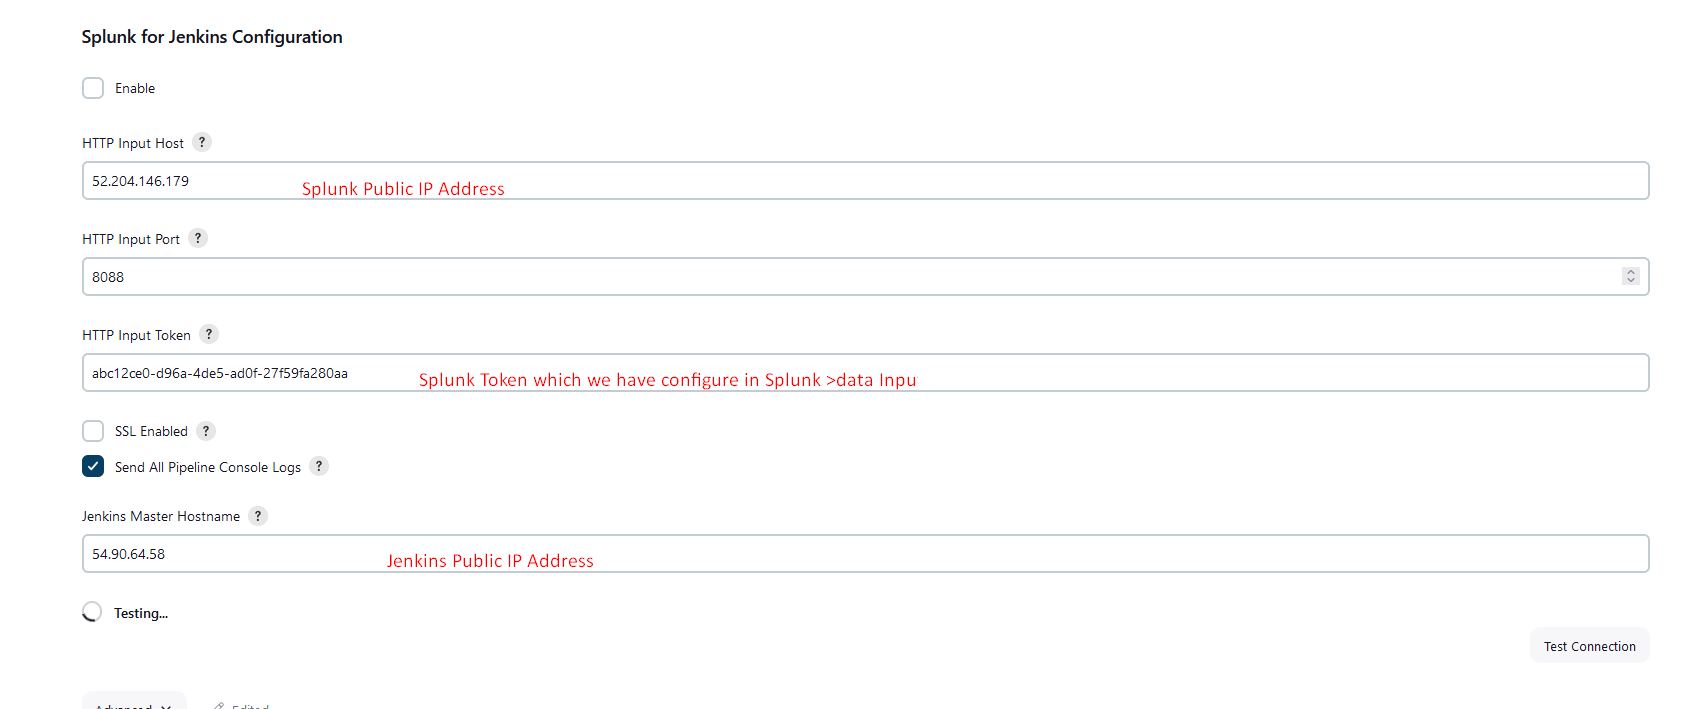 Splunk for Jenkins Configuration
Enable
HTTP Input Host ?
52.204.146.179
Splunk Public IP Address
HTTP Input Port ?
8088
HTTP Input Token ?
abc12ce0-d96a-4de5-ad0f-27f59fa280aa
Splunk Token which we have configure in Splunk >data Inpu
SSL Enabled ?
Send All Pipeline Console Logs ?
Jenkins Master Hostname ?
54.90.64.58
Jenkins Public IP Address
Testing...
Test Connection
Advanced Edited